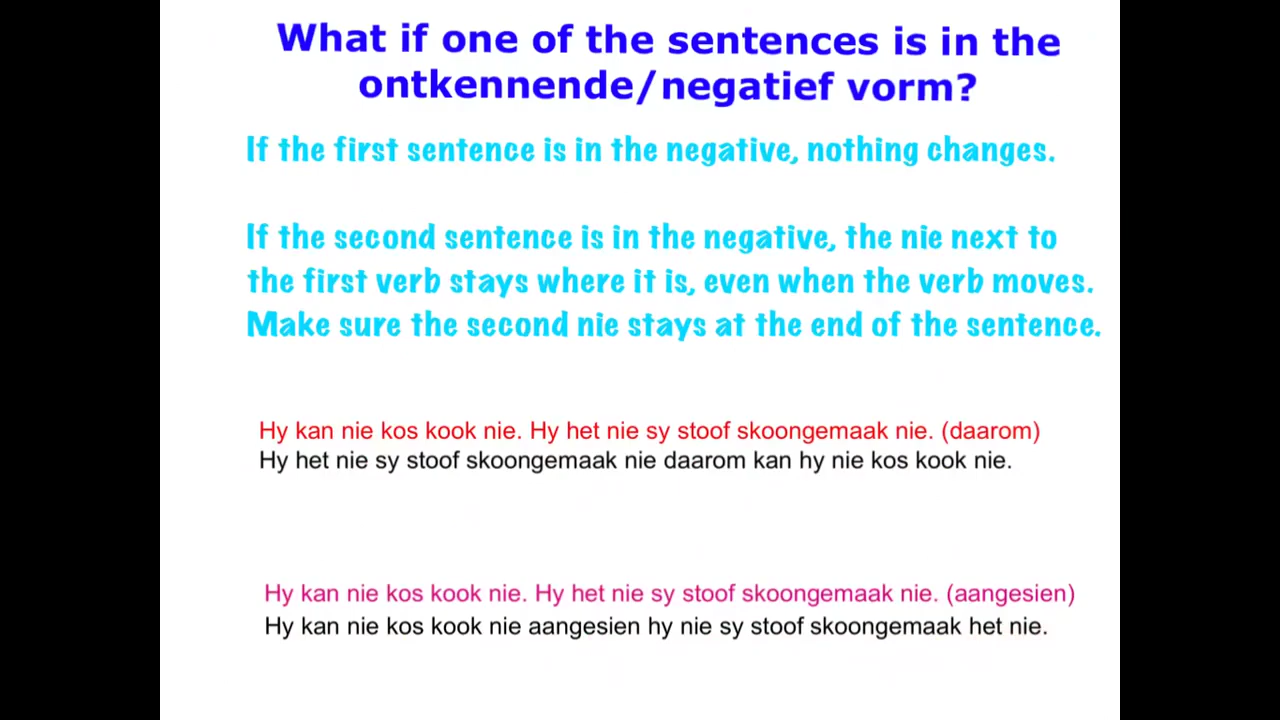 What if one of the sentences is in the
ontkennende/negatief vorm?
If the first sentence is in the negative, nothing changes.
If the second sentence is in the negative, the nie next to
the first verb stays where it is, even when the verb moves.
Make sure the second nie stays at the end of the sentence.
Hy kan nie kos kook nie. Hy het nie sy stoof skoongemaak nie. (daarom)
Hy het nie sy stoof skoongemaak nie daarom kan hy nie kos kook nie.
Hy kan nie kos kook nie. Hy het nie sy stoof skoongemaak nie. (aangesien)
Hy kan nie kos kook nie aangesien hy nie sy stoof skoongemaak het nie.